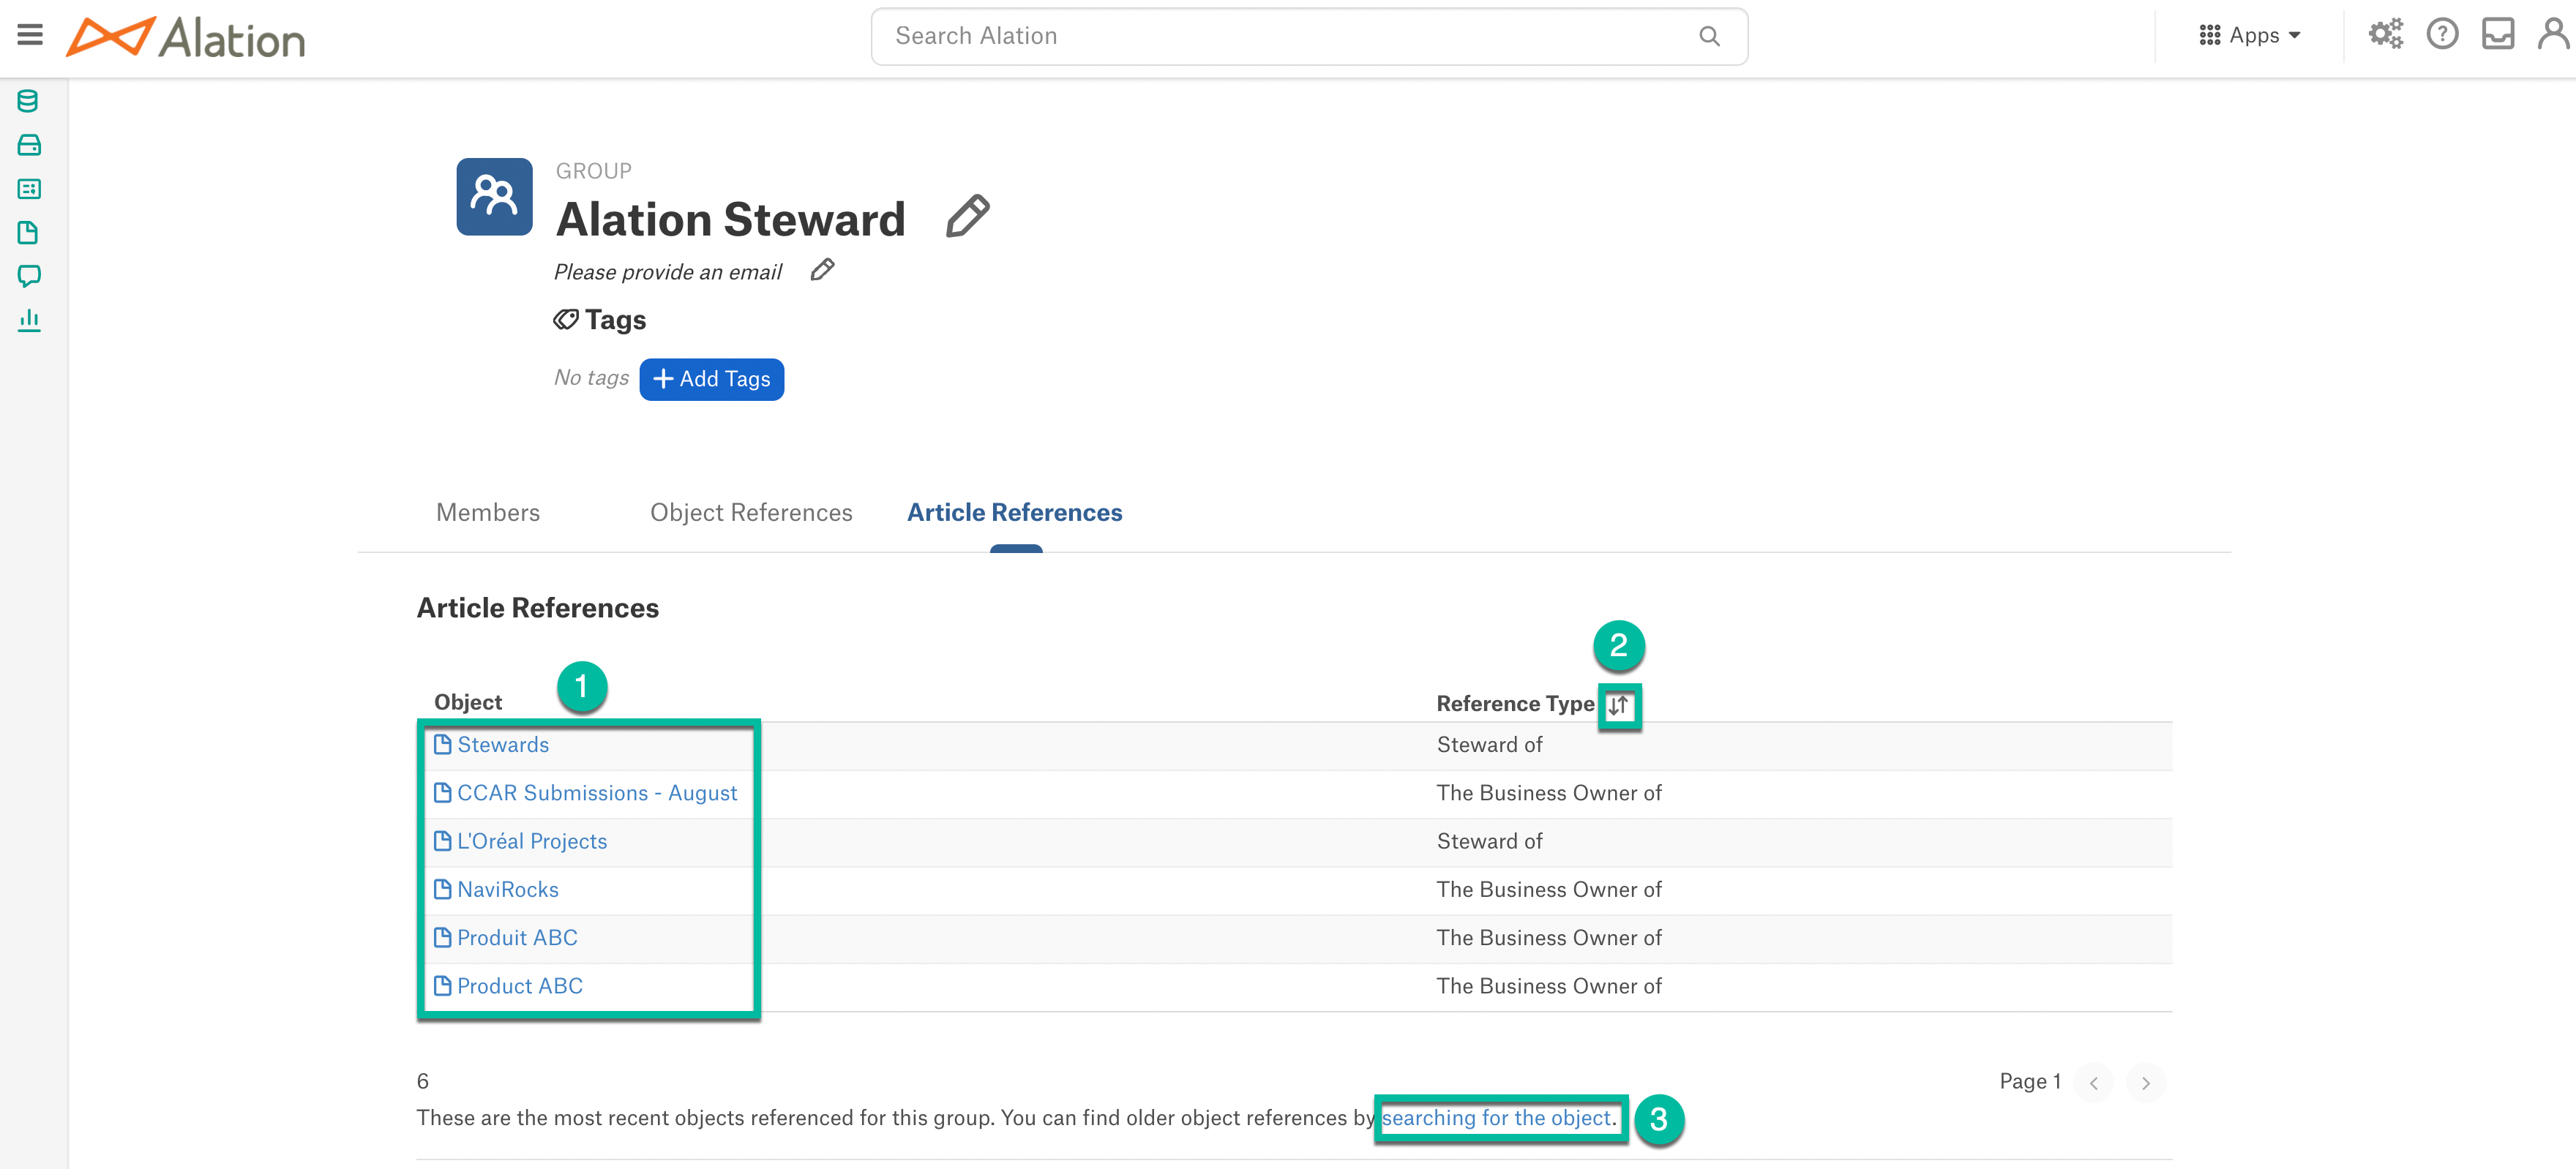 Alation
Search Alation
Apps
GROUP
Alation Steward
Please provide an email
Tags
No tags
Add Tags
Members Object References Article References
Article References
1
2
Object Reference Type
Stewards Steward of
CCAR Submissions - August The Business Owner of
L'Oréal Projects Steward of
NaviRocks The Business Owner of
Produit ABC The Business Owner of
Product ABC The Business Owner of
6 Page 1
These are the most recent objects referenced for this group. You can find older object references by searching for the object. 3